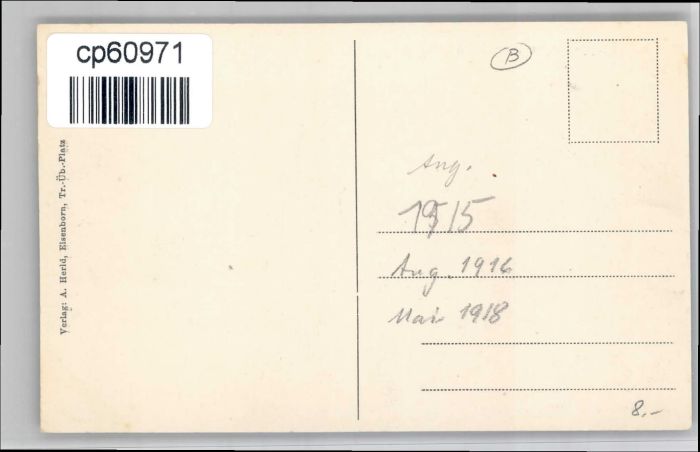 cp60971
B
Verlag: A. Herld, Elsenborn, Tr.-Üb.-Platz
Aug.
1915
Aug. 1916
Mai 1918
8.-